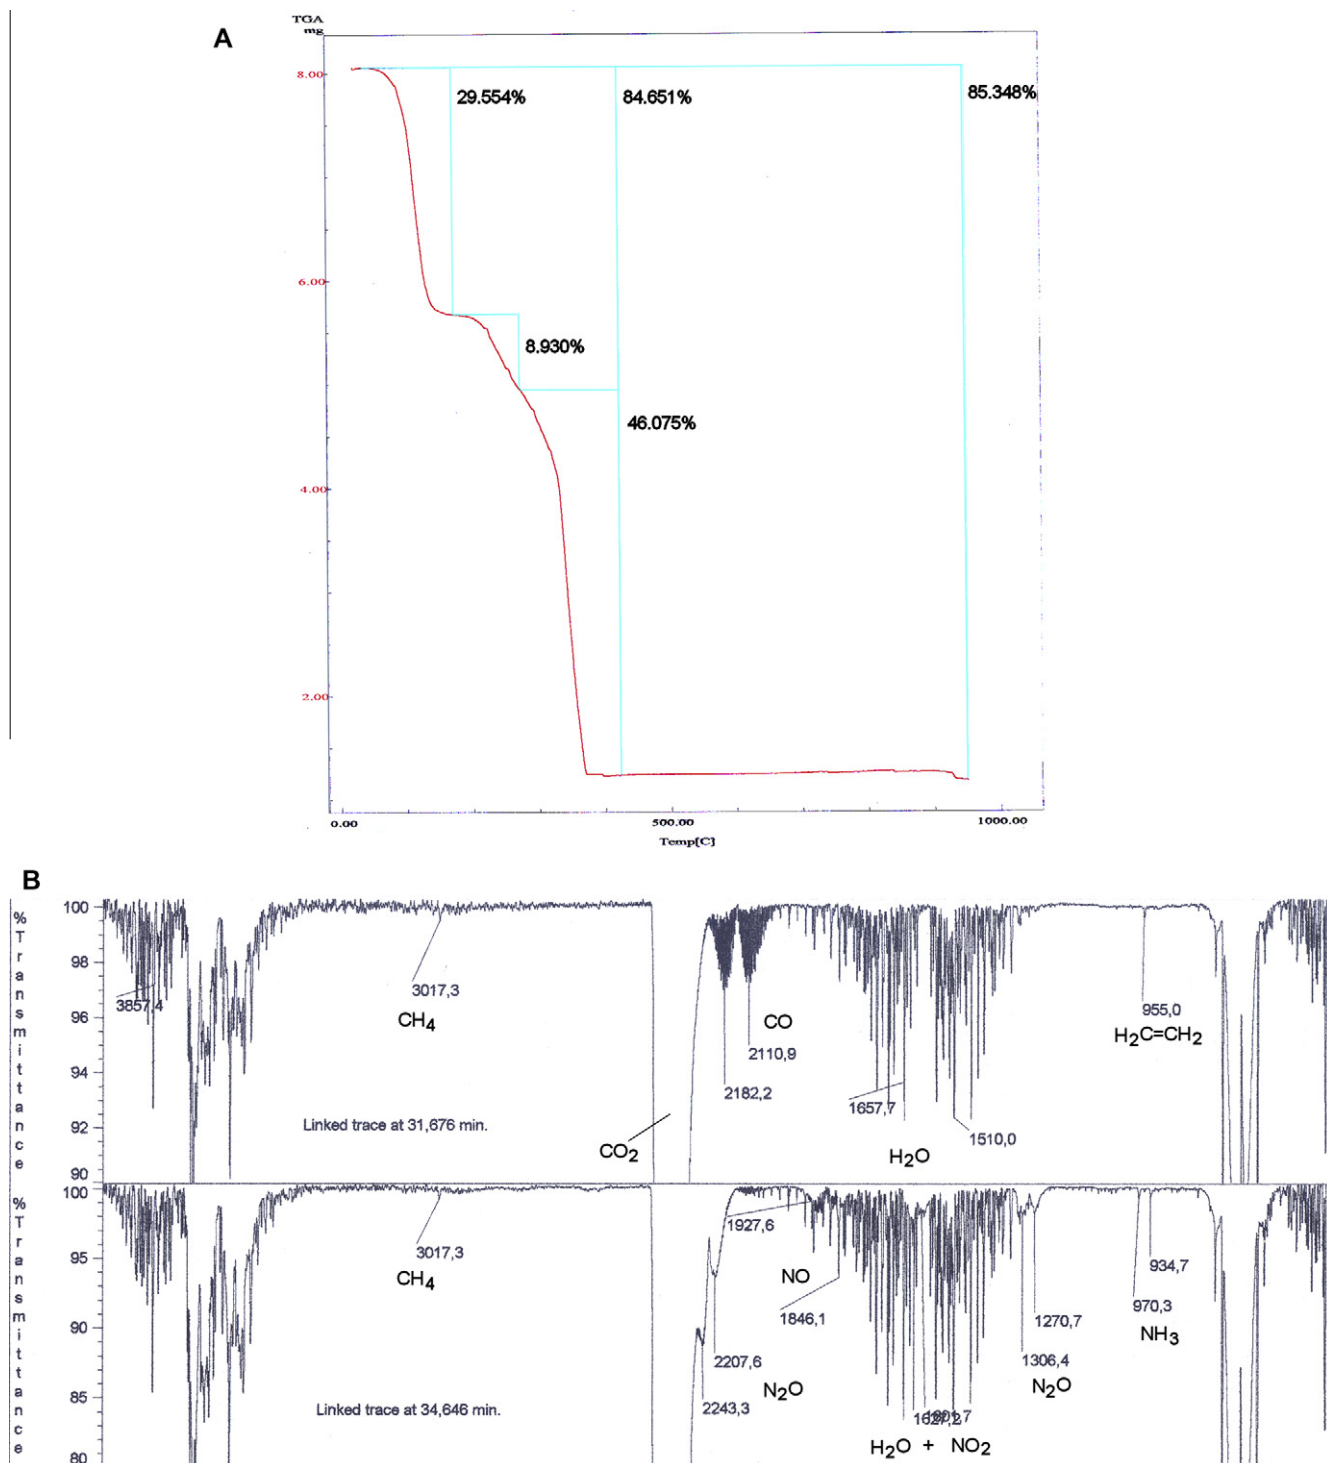 A
TGA
mg
8.00
6.00
4.00
2.00
29.554%
84.651%
85.348%
8.930%
46.075%
0.00
500.00
1000.00
Temp[C]
B
%Transmittance
100
98
96
94
92
90
3857,4
3017,3
CH4
Linked trace at 31,676 min.
CO2
CO
2110,9
2182,2
1657,7
1510,0
H2O
955,0
H2C=CH2
%Transmittance
100
95
90
85
80
3017,3
CH4
Linked trace at 34,646 min.
1927,6
NO
1846,1
2207,6
N2O
2243,3
H2O + NO2
1270,7
1306,4
N2O
934,7
970,3
NH3